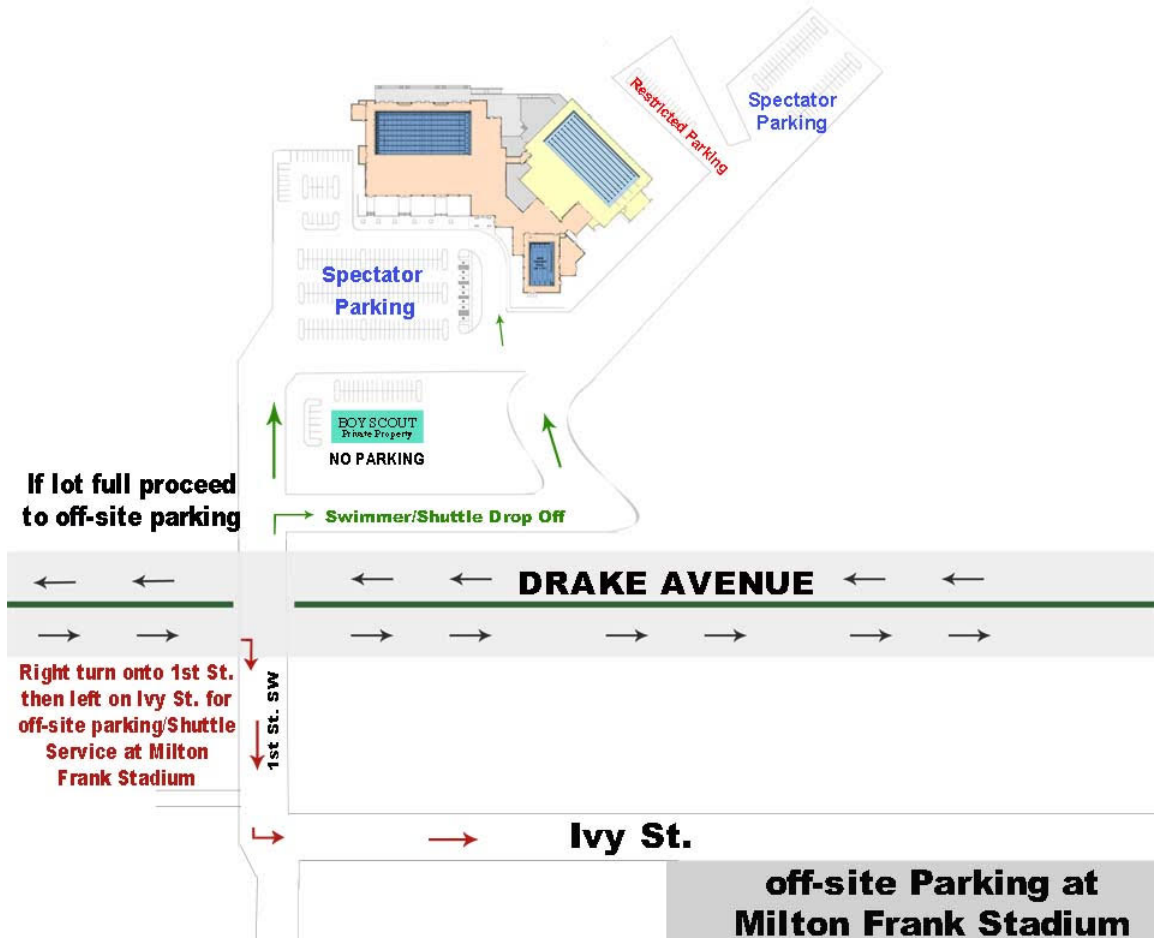 Restricted Parking
Spectator
Parking
Spectator
Parking
BOY SCOUT
Private Property
NO PARKING
If lot full proceed
to off-site parking
Swimmer/Shuttle Drop Off
DRAKE AVENUE
Right turn onto 1st St.
then left on Ivy St. for
off-site parking/Shuttle
Service at Milton
Frank Stadium
1st St. SW
Ivy St.
off-site Parking at
Milton Frank Stadium